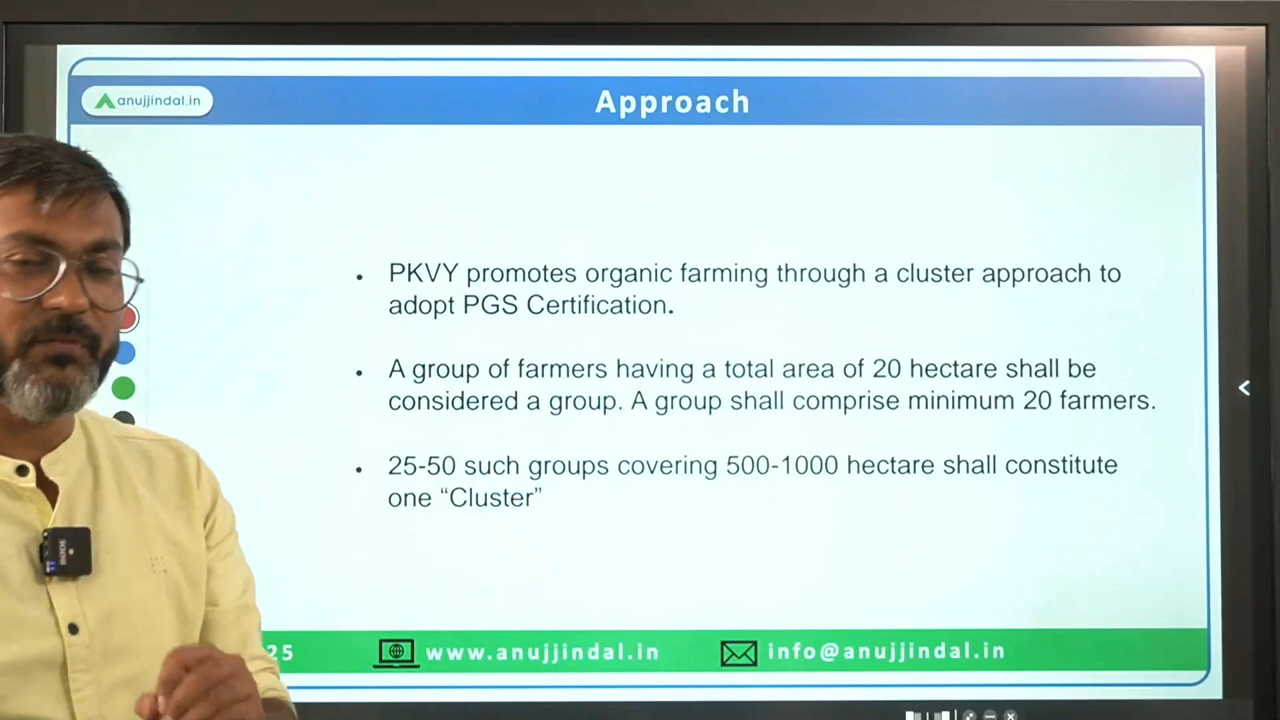 anujjindal.in
Approach
PKVY promotes organic farming through a cluster approach to
adopt PGS Certification.
A group of farmers having a total area of 20 hectare shall be
considered a group. A group shall comprise minimum 20 farmers.
25-50 such groups covering 500-1000 hectare shall constitute
one “Cluster”
25
www.anujjindal.in
info@anujjindal.in